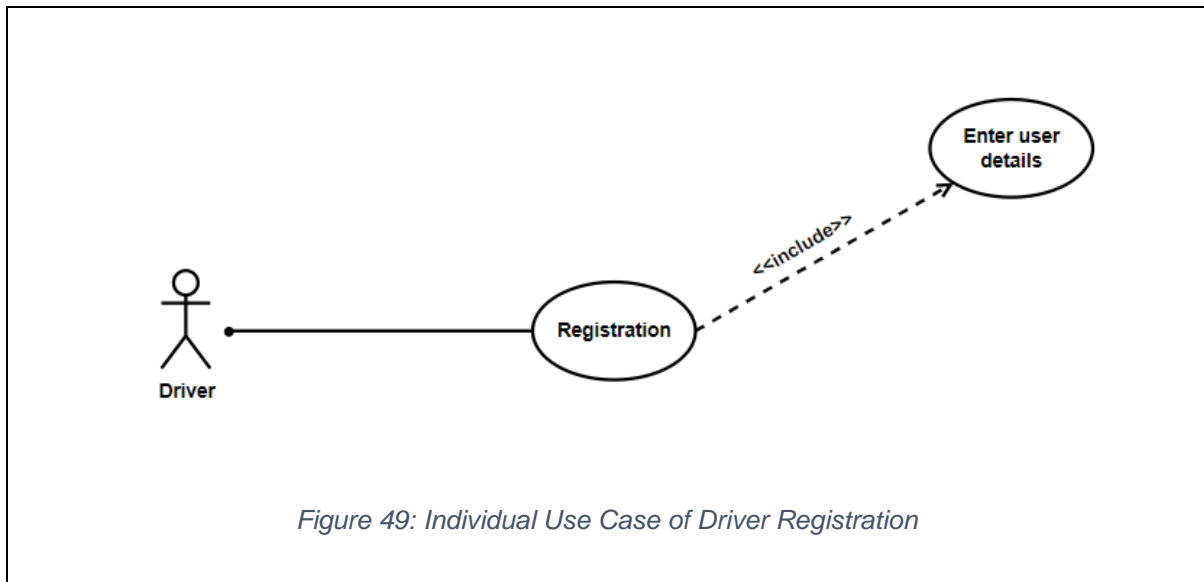 Enter user
details
<<include>>
Registration
Driver
Figure 49: Individual Use Case of Driver Registration